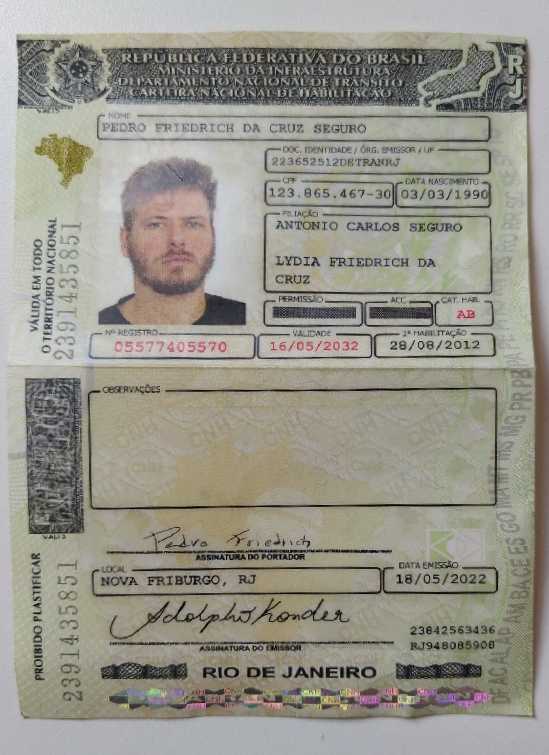 REPÚBLICA FEDERATIVA DO BRASIL
MINISTÉRIO DA INFRAESTRUTURA
DEPARTAMENTO NACIONAL DE TRÂNSITO
CARTEIRA NACIONAL DE HABILITAÇÃO
RJ
NOME
PEDRO FRIEDRICH DA CRUZ SEGURO
DOC. IDENTIDADE / ÓRG. EMISSOR / UF
223652512DETRANRJ
CPF
123.865.467-30
DATA NASCIMENTO
03/03/1990
FILIAÇÃO
ANTONIO CARLOS SEGURO
LYDIA FRIEDRICH DA
CRUZ
PERMISSÃO
ACC
CAT. HAB.
AB
Nº REGISTRO
05577405570
VALIDADE
16/05/2032
1ª HABILITAÇÃO
28/08/2012
VÁLIDA EM TODO
O TERRITÓRIO NACIONAL
2391435851
OBSERVAÇÕES
Pedro Friedrich
ASSINATURA DO PORTADOR
LOCAL
NOVA FRIBURGO, RJ
DATA EMISSÃO
18/05/2022
Adolpho Konder
ASSINATURA DO EMISSOR
23842563436
RJ948085908
PROIBIDO PLASTIFICAR
2391435851
RIO DE JANEIRO